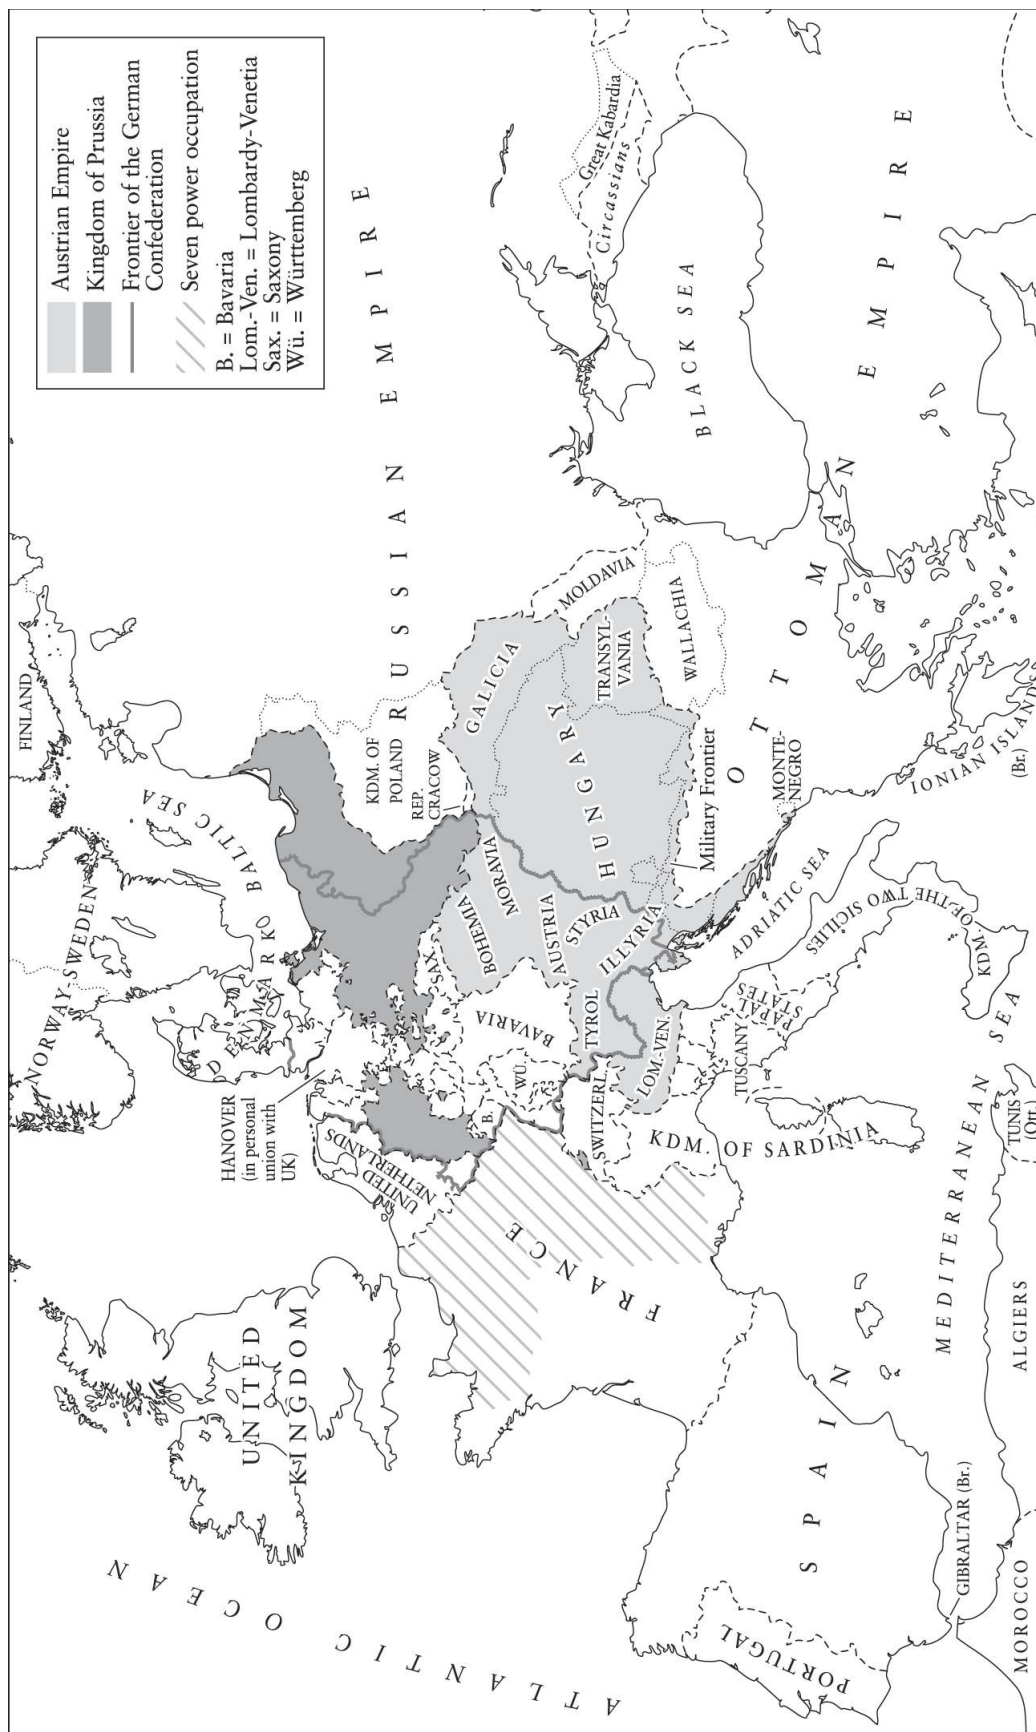 Austrian Empire
Kingdom of Prussia
Frontier of the German
Confederation
Seven power occupation
B. = Bavaria
Lom.-Ven. = Lombardy-Venetia
Sax. = Saxony
Wü. = Württemberg
ATLANTIC OCEAN
UNITED
KINGDOM
NORWAY
SWEDEN
FINLAND
DENMARK
BALTIC SEA
HANOVER
(in personal
union with
UK)
UNITED
NETHERLANDS
RUSSIAN EMPIRE
KDM. OF
POLAND
REP.
CRACOW
SAX.
BOHEMIA
MORAVIA
GALICIA
BAVARIA
WÜ.
B.
AUSTRIA
STYRIA
HUNGARY
TRANSYL-
VANIA
MOLDAVIA
WALLACHIA
Great Kabardia
Circassians
BLACK SEA
FRANCE
SWITZERL.
TYROL
ILLYRIA
LOM.-VEN.
Military Frontier
MONTE-
NEGRO
OTTOMAN EMPIRE
KDM. OF SARDINIA
TUSCANY
PAPAL
STATES
ADRIATIC SEA
KDM. OF THE TWO SICILIES
IONIAN ISLANDS
(Br.)
PORTUGAL
SPAIN
GIBRALTAR (Br.)
MEDITERRANEAN SEA
MOROCCO
ALGIERS
TUNIS
(Ott.)